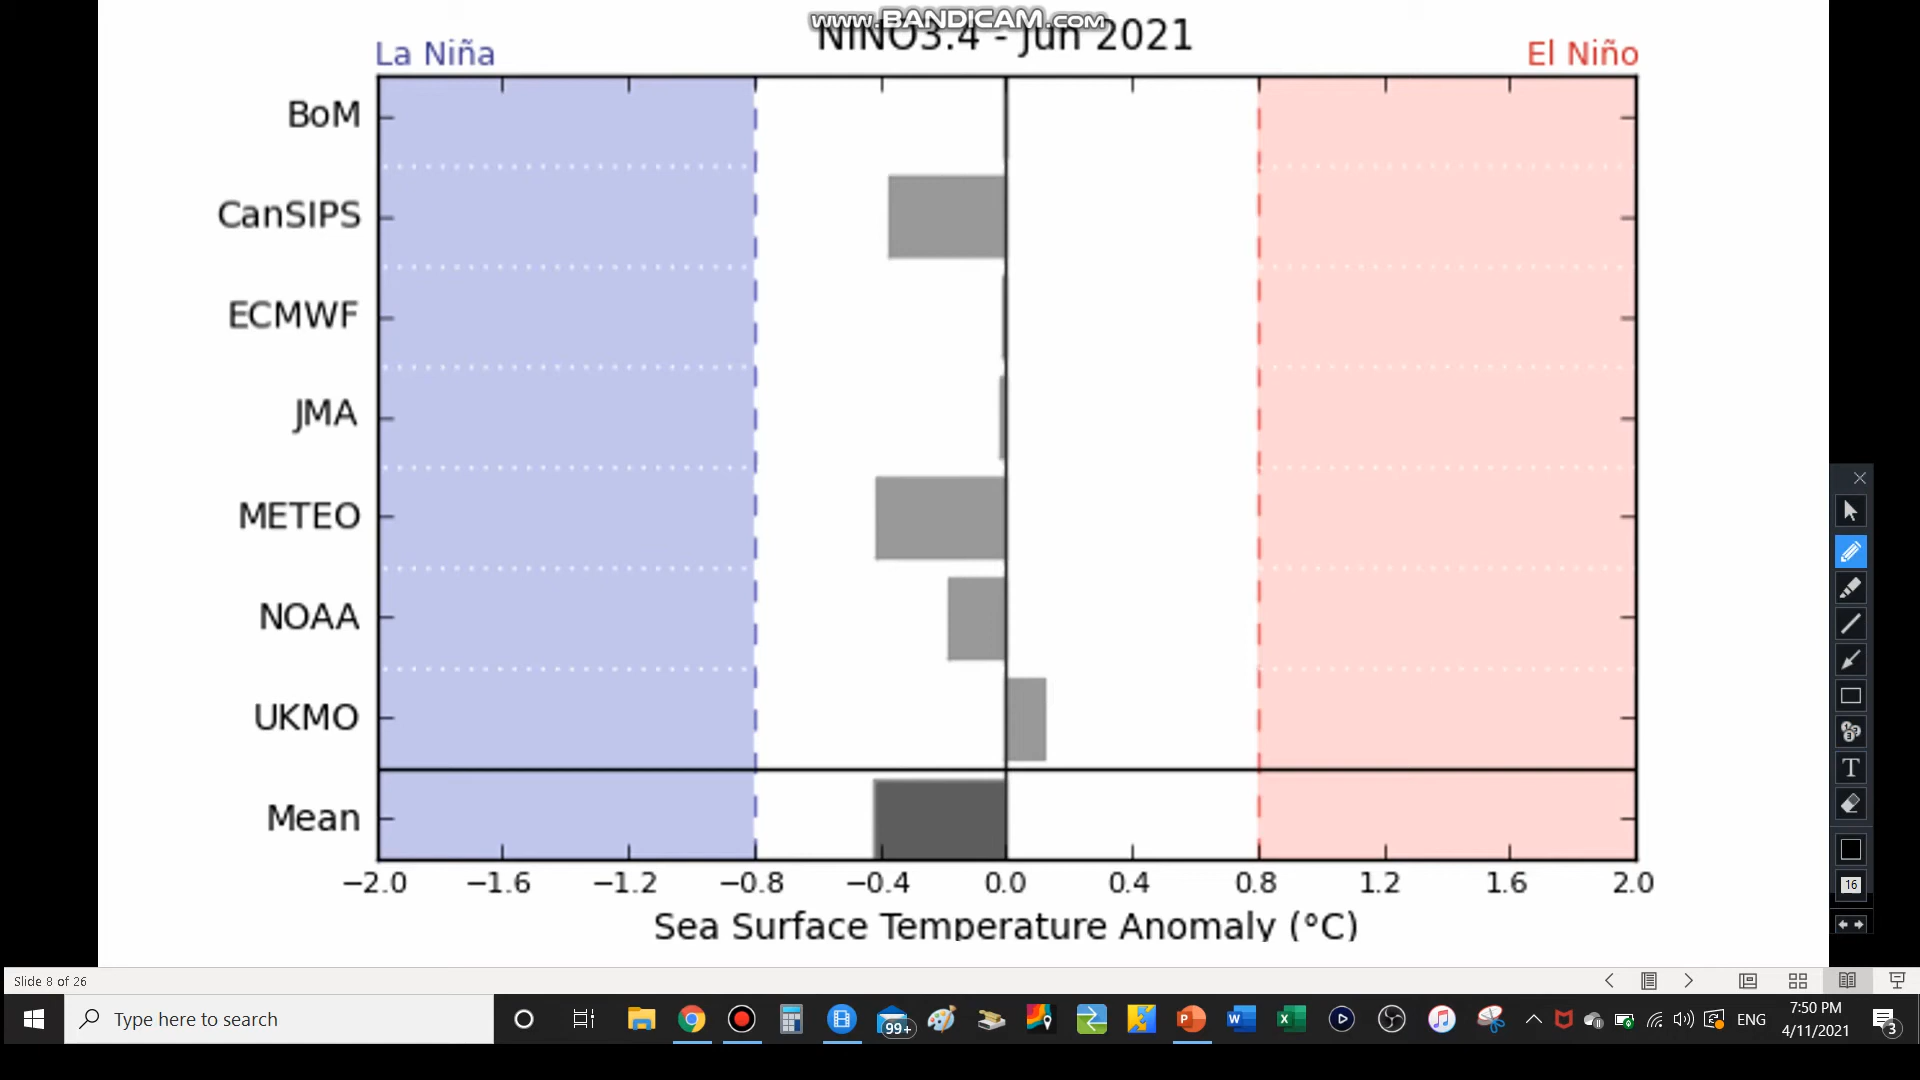 www.BANDICAM.com
NINO3.4 - Jun 2021
La Niña
El Niño
BoM
CanSIPS
ECMWF
JMA
METEO
NOAA
UKMO
Mean
−2.0 −1.6 −1.2 −0.8 −0.4 0.0 0.4 0.8 1.2 1.6 2.0
Sea Surface Temperature Anomaly (°C)
T
16
Slide 8 of 26
Type here to search
99+
ENG
7:50 PM
4/11/2021
3